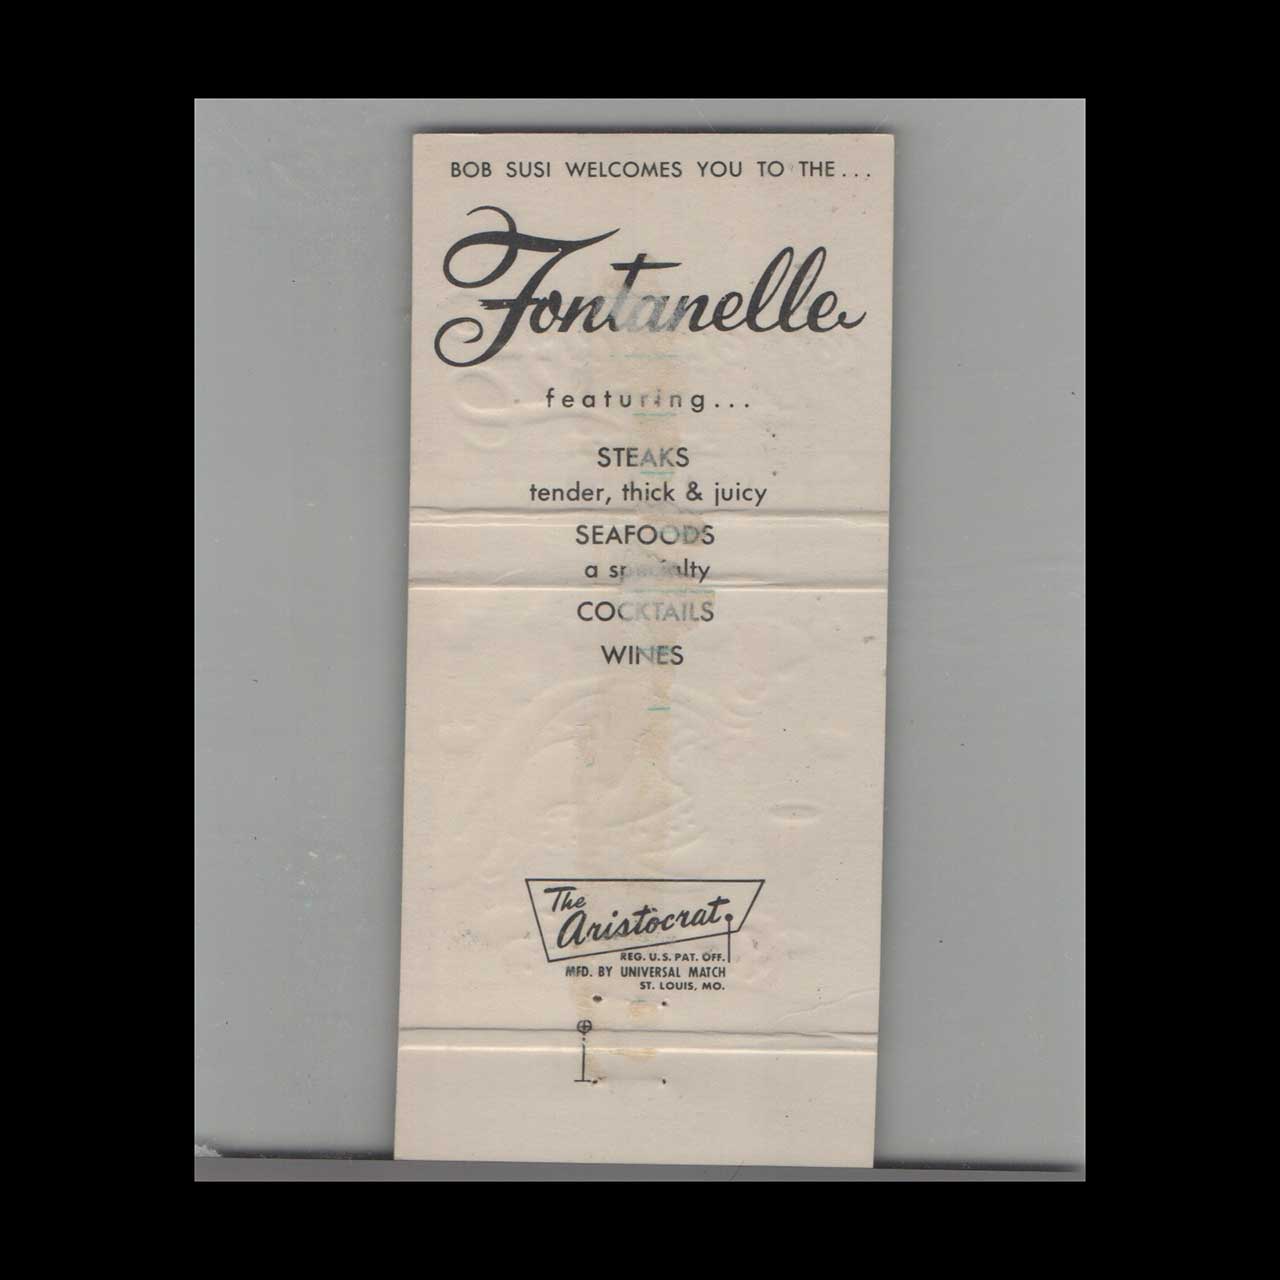 BOB SUSI WELCOMES YOU TO THE...
Fontanelle
featuring...
STEAKS
tender, thick & juicy
SEAFOODS
a specialty
COCKTAILS
WINES
The
Aristocrat
REG. U.S. PAT. OFF.
MFD. BY UNIVERSAL MATCH
ST. LOUIS, MO.